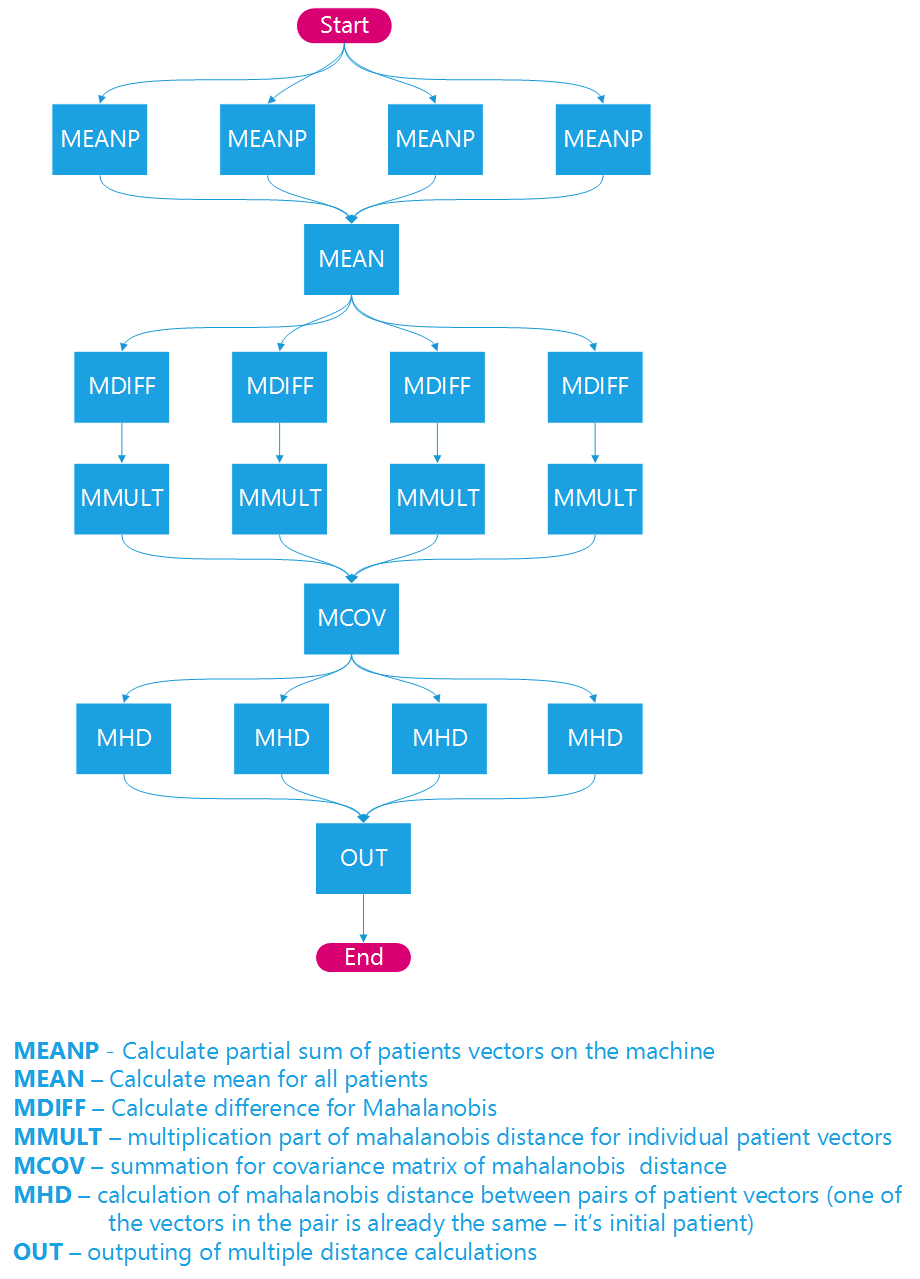 Start
MEANP MEANP MEANP MEANP
MEAN
MDIFF MDIFF MDIFF MDIFF
MMULT MMULT MMULT MMULT
MCOV
MHD MHD MHD MHD
OUT
End
MEANP - Calculate partial sum of patients vectors on the machine
MEAN – Calculate mean for all patients
MDIFF – Calculate difference for Mahalanobis
MMULT – multiplication part of mahalanobis distance for individual patient vectors
MCOV – summation for covariance matrix of mahalanobis  distance
MHD – calculation of mahalanobis distance between pairs of patient vectors (one of
the vectors in the pair is already the same – it’s initial patient)
OUT – outputing of multiple distance calculations